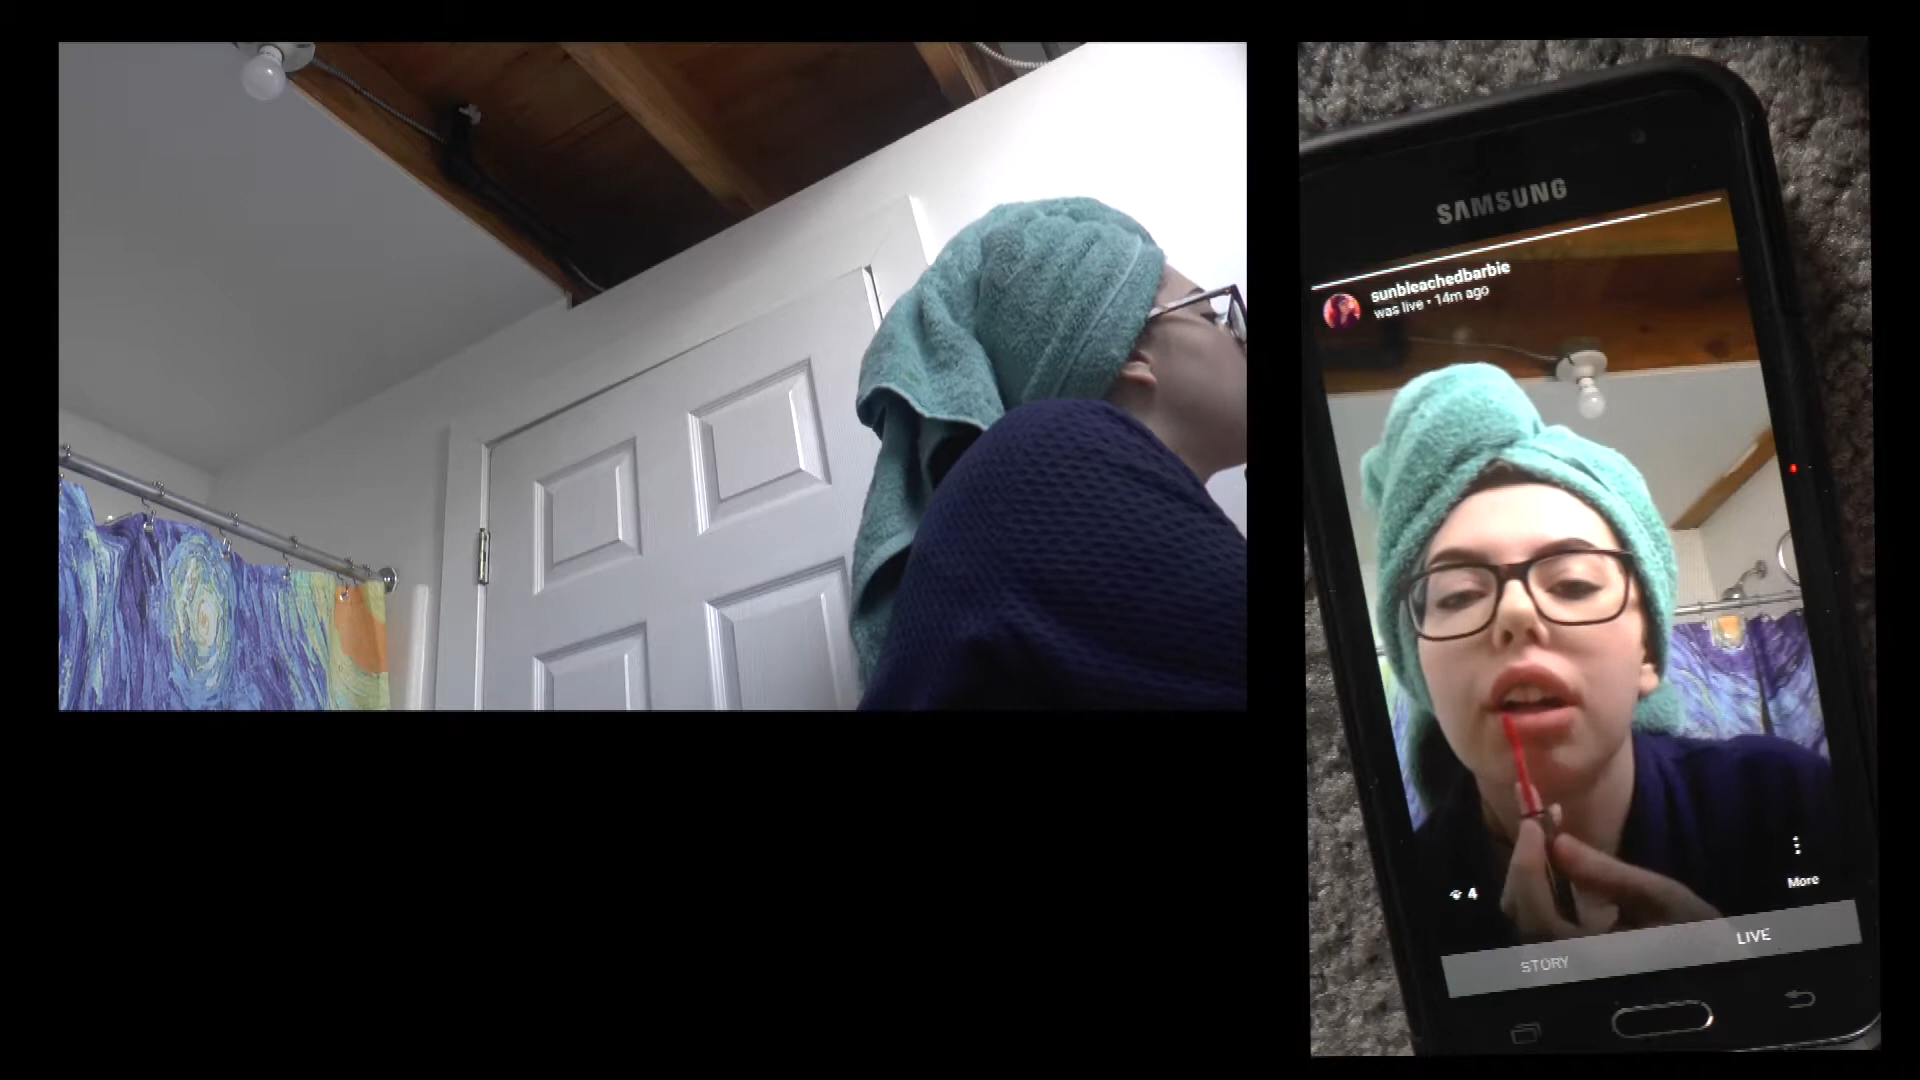 SAMSUNG
sunbleachedbarbie
was live • 14m ago
4
More
LIVE
STORY